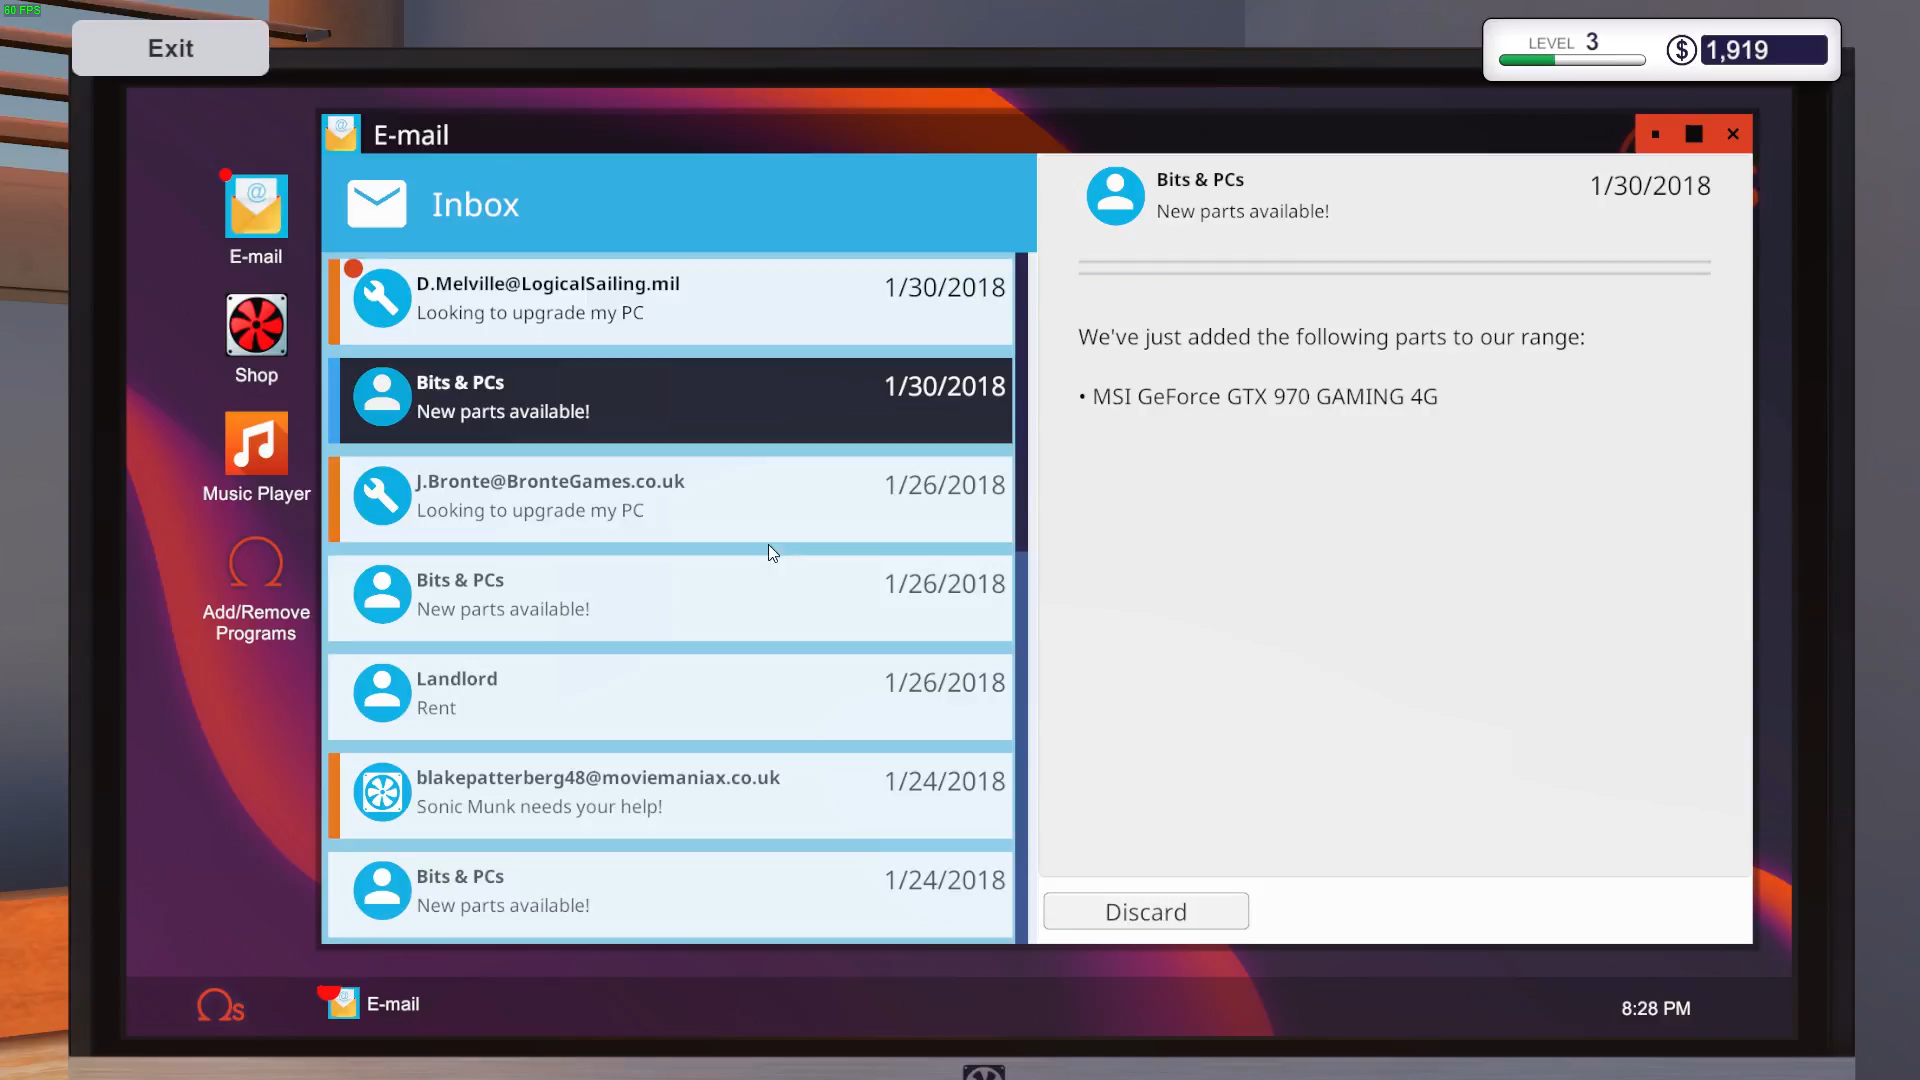 60 FPS
Exit
LEVEL 3
$ 1,919
E-mail
E-mail
Shop
Music Player
Add/Remove
Programs
Inbox
D.Melville@LogicalSailing.mil 1/30/2018
Looking to upgrade my PC
Bits & PCs 1/30/2018
New parts available!
J.Bronte@BronteGames.co.uk 1/26/2018
Looking to upgrade my PC
Bits & PCs 1/26/2018
New parts available!
Landlord 1/26/2018
Rent
blakepatterberg48@moviemaniax.co.uk 1/24/2018
Sonic Munk needs your help!
Bits & PCs 1/24/2018
New parts available!
Bits & PCs 1/30/2018
New parts available!
We've just added the following parts to our range:
• MSI GeForce GTX 970 GAMING 4G
Discard
Ωs
E-mail
8:28 PM